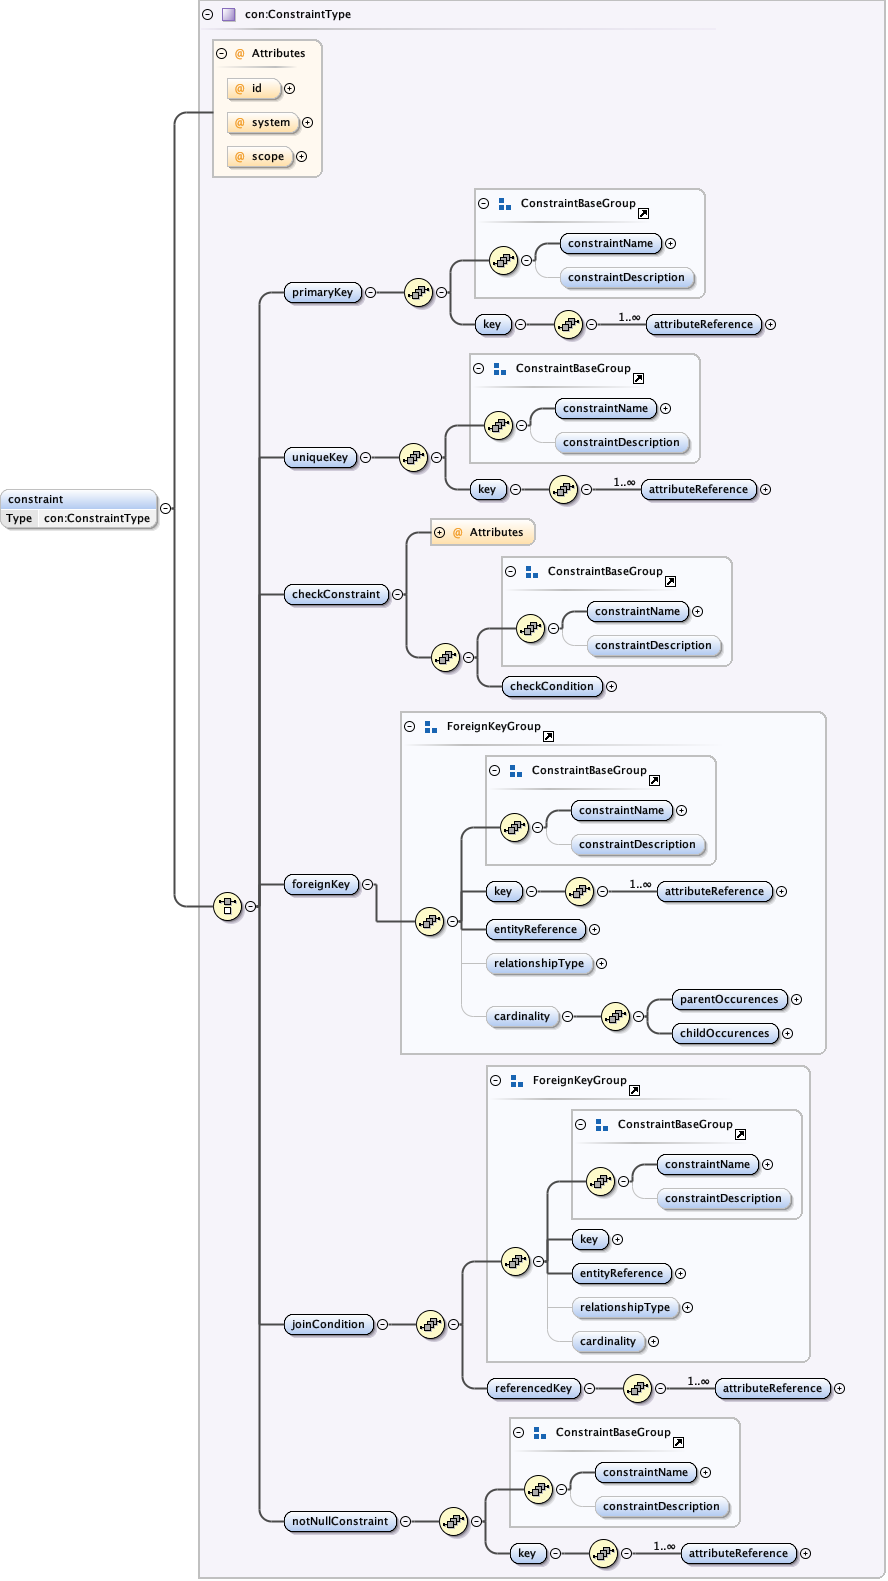 con:ConstraintType
@ Attributes
@ id
@ system
@ scope
ConstraintBaseGroup
constraintName
constraintDescription
primaryKey
key
1..∞
attributeReference
ConstraintBaseGroup
constraintName
constraintDescription
uniqueKey
key
1..∞
attributeReference
constraint
Type con:ConstraintType
@ Attributes
ConstraintBaseGroup
checkConstraint
constraintName
constraintDescription
checkCondition
ForeignKeyGroup
ConstraintBaseGroup
constraintName
constraintDescription
foreignKey
key
1..∞
attributeReference
entityReference
relationshipType
cardinality
parentOccurences
childOccurences
ForeignKeyGroup
ConstraintBaseGroup
constraintName
constraintDescription
key
entityReference
relationshipType
joinCondition
cardinality
referencedKey
1..∞
attributeReference
ConstraintBaseGroup
constraintName
constraintDescription
notNullConstraint
key
1..∞
attributeReference